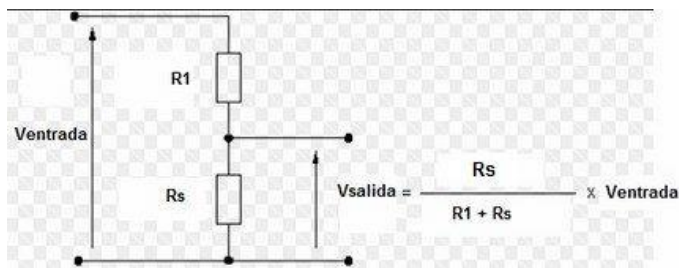 R1
Ventrada
Rs
Vsalida = Rs / R1 + Rs X Ventrada